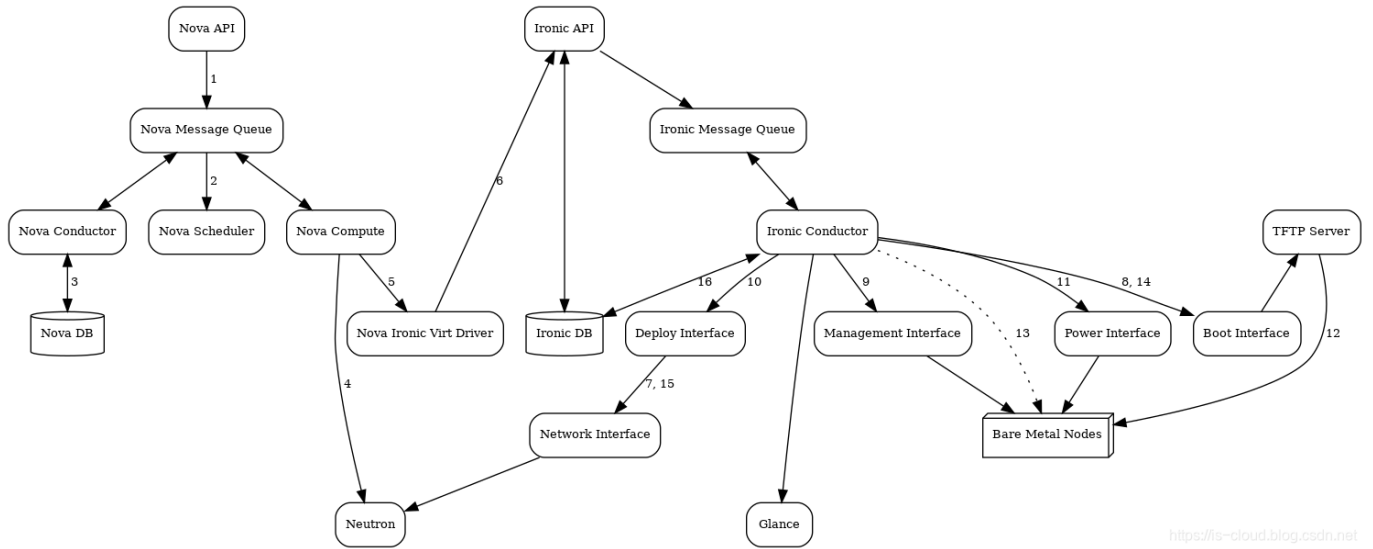 Nova API
Ironic API
1
Nova Message Queue
Ironic Message Queue
2
6
Nova Conductor
Nova Scheduler
Nova Compute
Ironic Conductor
TFTP Server
3
5
16
10
9
11
8, 14
Nova DB
Nova Ironic Virt Driver
Ironic DB
Deploy Interface
Management Interface
13
Power Interface
Boot Interface
12
4
7, 15
Network Interface
Bare Metal Nodes
Neutron
Glance
https://is-cloud.blog.csdn.net